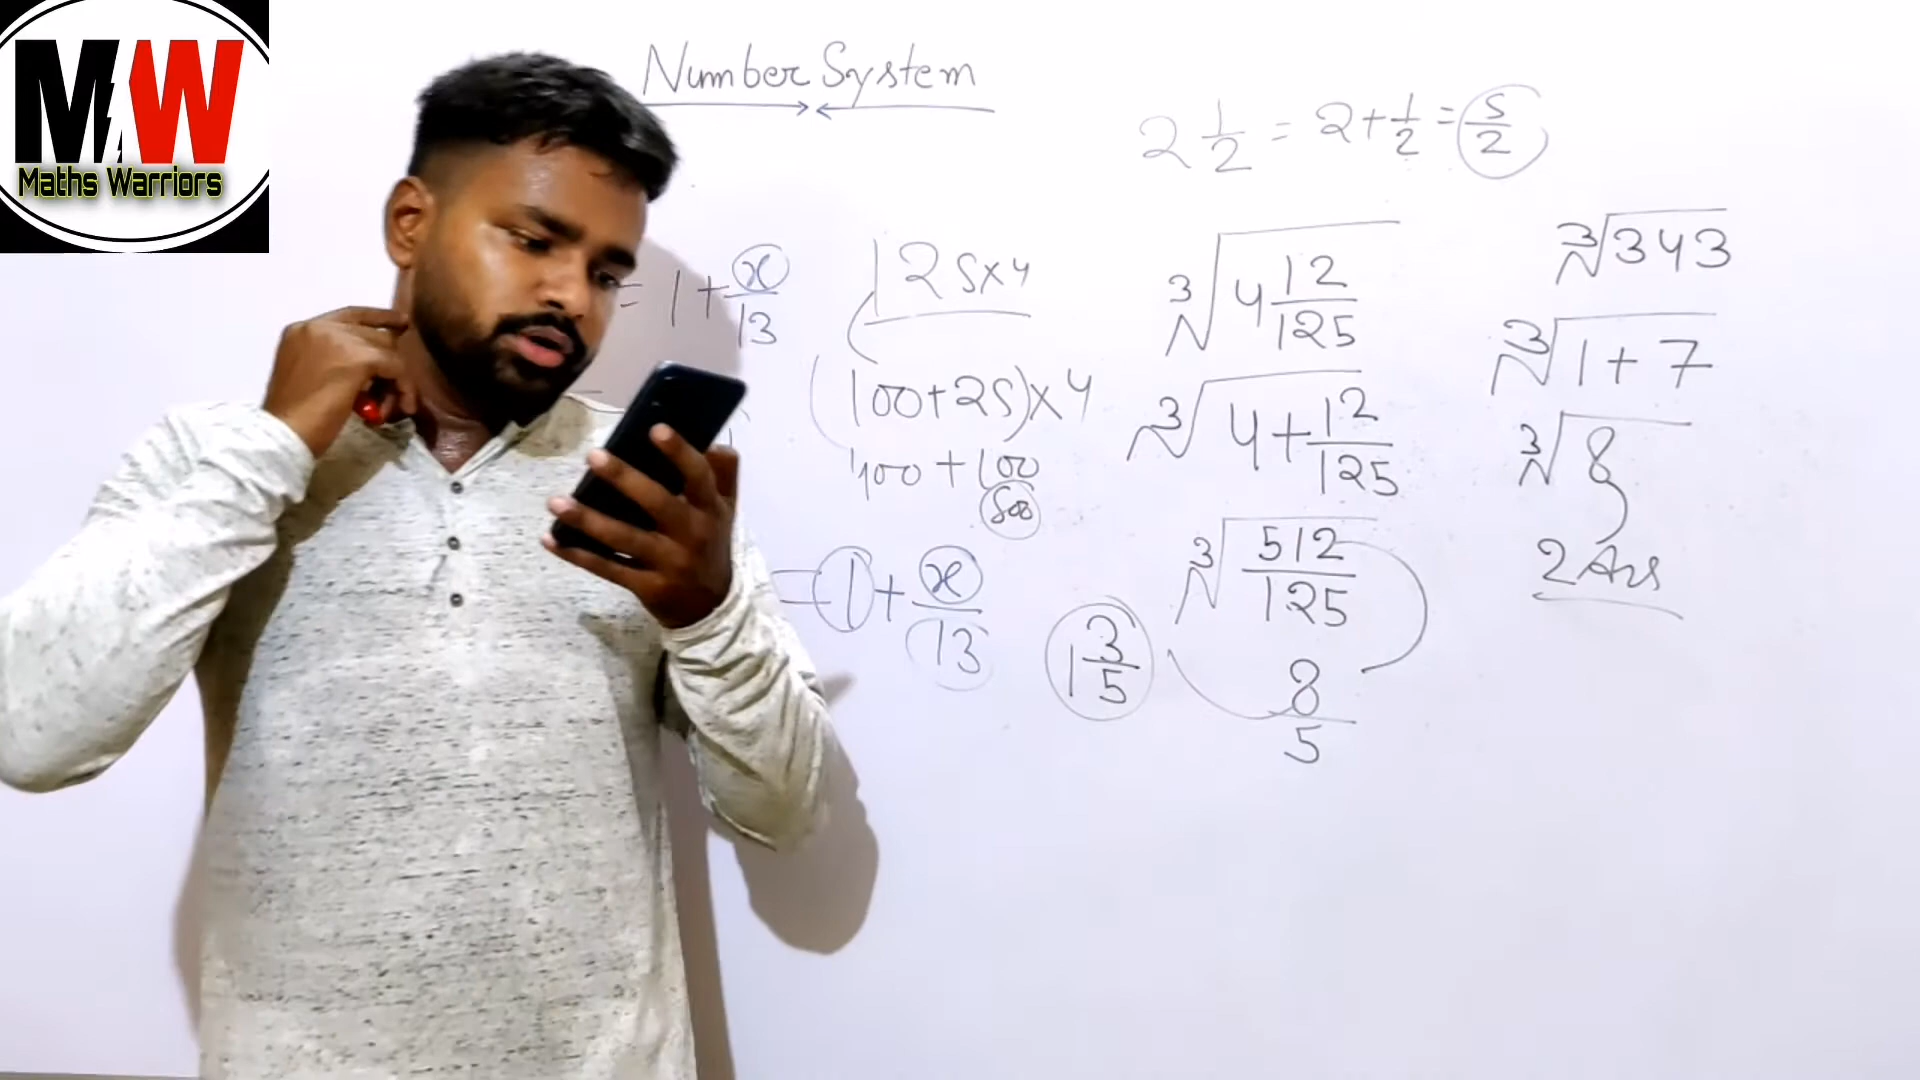 MW
Maths Warriors
Number System
2 1/2 = 2 + 1/2 = 5/2
= 1 + x/13
125 x 4
(100 + 25) x 4
400 + 100
500
= 1 + x/13
∛4 12/125
∛4 + 12/125
∛512/125
8/5
1 3/5
∛343
∛1 + 7
∛8
2 Ans